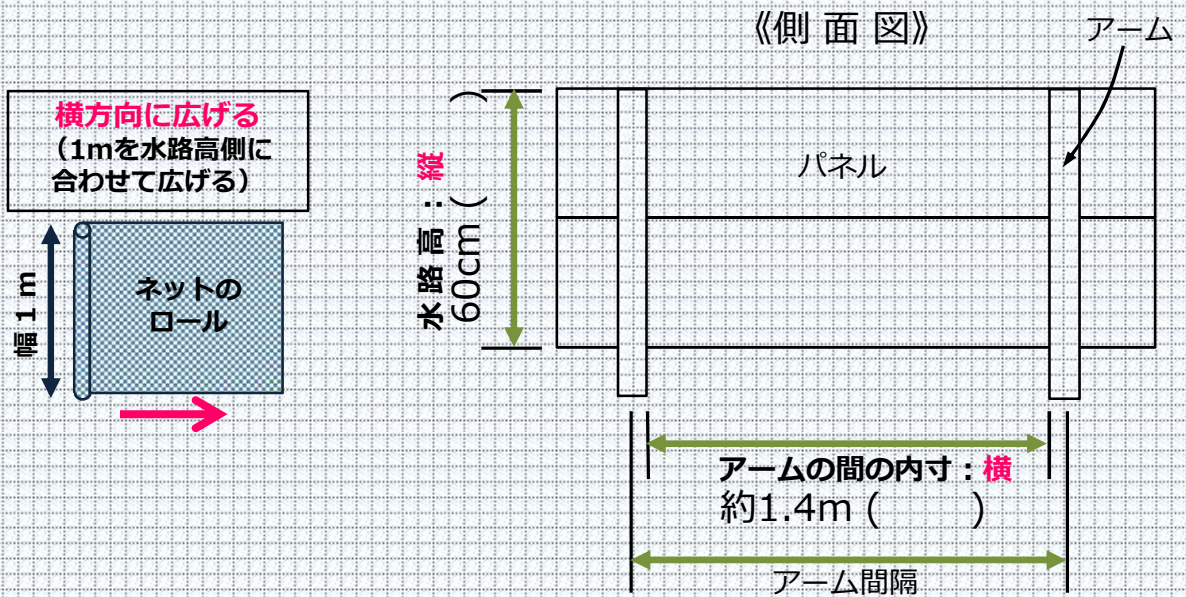 《側 面 図》
アーム
横方向に広げる
（1mを水路高側に
合わせて広げる）
パネル
水 路 高 ： 縦
60cm (　　)
幅 1 m
ネットの
ロール
アームの間の内寸：横
約1.4m (　　)
アーム間隔